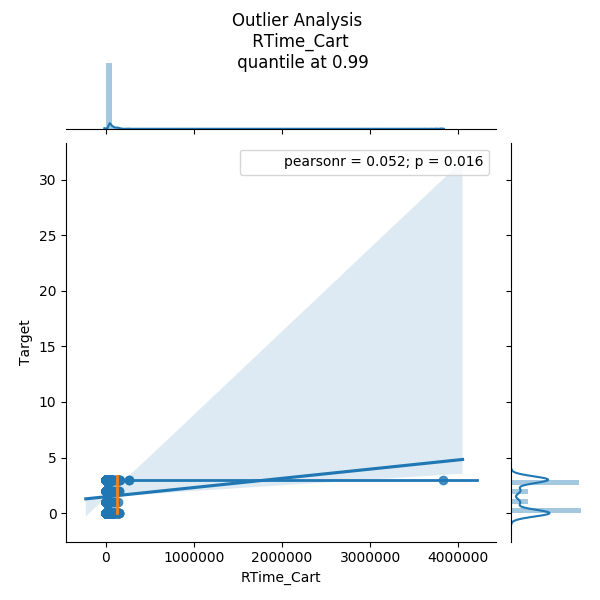 Outlier Analysis
RTime_Cart
quantile at 0.99
pearsonr = 0.052; p = 0.016
30
25
20
15
10
5
0
Target
0 1000000 2000000 3000000 4000000
RTime_Cart